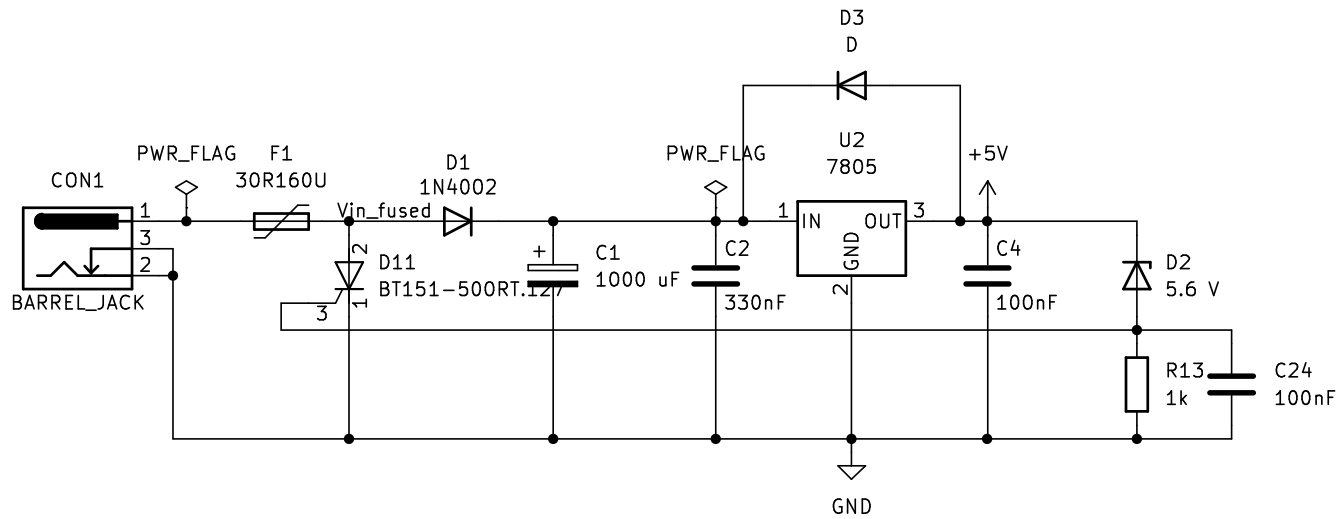 D3
D
PWR_FLAG
F1
30R160U
CON1
D1
1N4002
PWR_FLAG
U2
7805
+5V
1
3
2
BARREL_JACK
Vin_fused
2
D11
BT151-500RT.127
1
3
+
C1
1000 uF
C2
330nF
1
IN
OUT
3
GND
2
C4
100nF
D2
5.6 V
R13
1k
C24
100nF
GND